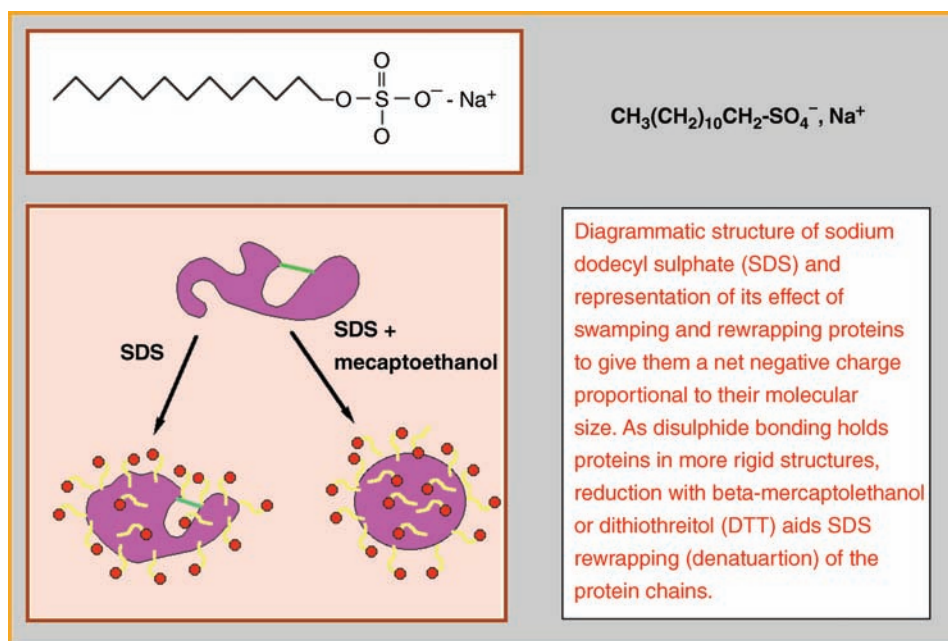 O
O
S
O⁻ - Na⁺
O
CH₃(CH₂)₁₀CH₂-SO₄⁻, Na⁺
SDS
SDS +
mecaptoethanol
Diagrammatic structure of sodium
dodecyl sulphate (SDS) and
representation of its effect of
swamping and rewrapping proteins
to give them a net negative charge
proportional to their molecular
size. As disulphide bonding holds
proteins in more rigid structures,
reduction with beta-mercaptolethanol
or dithiothreitol (DTT) aids SDS
rewrapping (denatuartion) of the
protein chains.